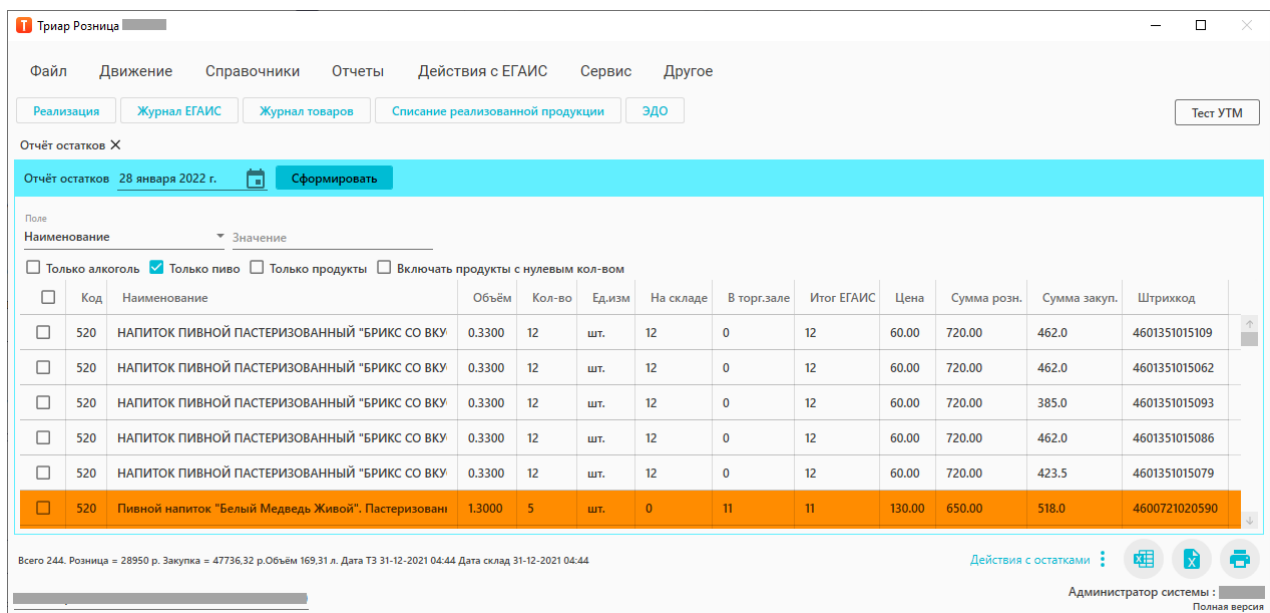 Триар Розница
Файл Движение Справочники Отчеты Действия с ЕГАИС Сервис Другое
Реализация Журнал ЕГАИС Журнал товаров Списание реализованной продукции ЭДО Тест УТМ
Отчёт остатков
Отчёт остатков 28 января 2022 г. Сформировать
Поле
Наименование Значение
Только алкоголь Только пиво Только продукты Включать продукты с нулевым кол-вом
Код Наименование Объём Кол-во Ед.изм На складе В торг.зале Итог ЕГАИС Цена Сумма розн. Сумма закуп. Штрихкод
520 НАПИТОК ПИВНОЙ ПАСТЕРИЗОВАННЫЙ "БРИКС СО ВКУ 0.3300 12 шт. 12 0 12 60.00 720.00 462.0 4601351015109
520 НАПИТОК ПИВНОЙ ПАСТЕРИЗОВАННЫЙ "БРИКС СО ВКУ 0.3300 12 шт. 12 0 12 60.00 720.00 462.0 4601351015062
520 НАПИТОК ПИВНОЙ ПАСТЕРИЗОВАННЫЙ "БРИКС СО ВКУ 0.3300 12 шт. 12 0 12 60.00 720.00 385.0 4601351015093
520 НАПИТОК ПИВНОЙ ПАСТЕРИЗОВАННЫЙ "БРИКС СО ВКУ 0.3300 12 шт. 12 0 12 60.00 720.00 462.0 4601351015086
520 НАПИТОК ПИВНОЙ ПАСТЕРИЗОВАННЫЙ "БРИКС СО ВКУ 0.3300 12 шт. 12 0 12 60.00 720.00 423.5 4601351015079
520 Пивной напиток "Белый Медведь Живой". Пастеризованн 1.3000 5 шт. 0 11 11 130.00 650.00 518.0 4600721020590
Всего 244. Розница = 28950 р. Закупка = 47736,32 р.Объём 169,31 л. Дата ТЗ 31-12-2021 04:44 Дата склад 31-12-2021 04:44 Действия с остатками
Администратор системы :
Полная версия